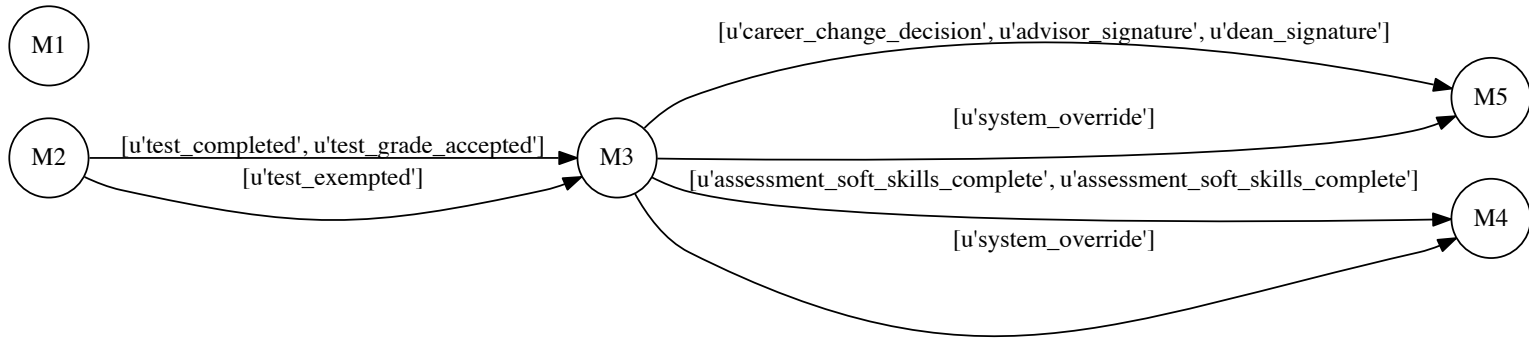 M1
[u'career_change_decision', u'advisor_signature', u'dean_signature']
M5
[u'system_override']
M2
[u'test_completed', u'test_grade_accepted']
M3
[u'test_exempted']
[u'assessment_soft_skills_complete', u'assessment_soft_skills_complete']
M4
[u'system_override']